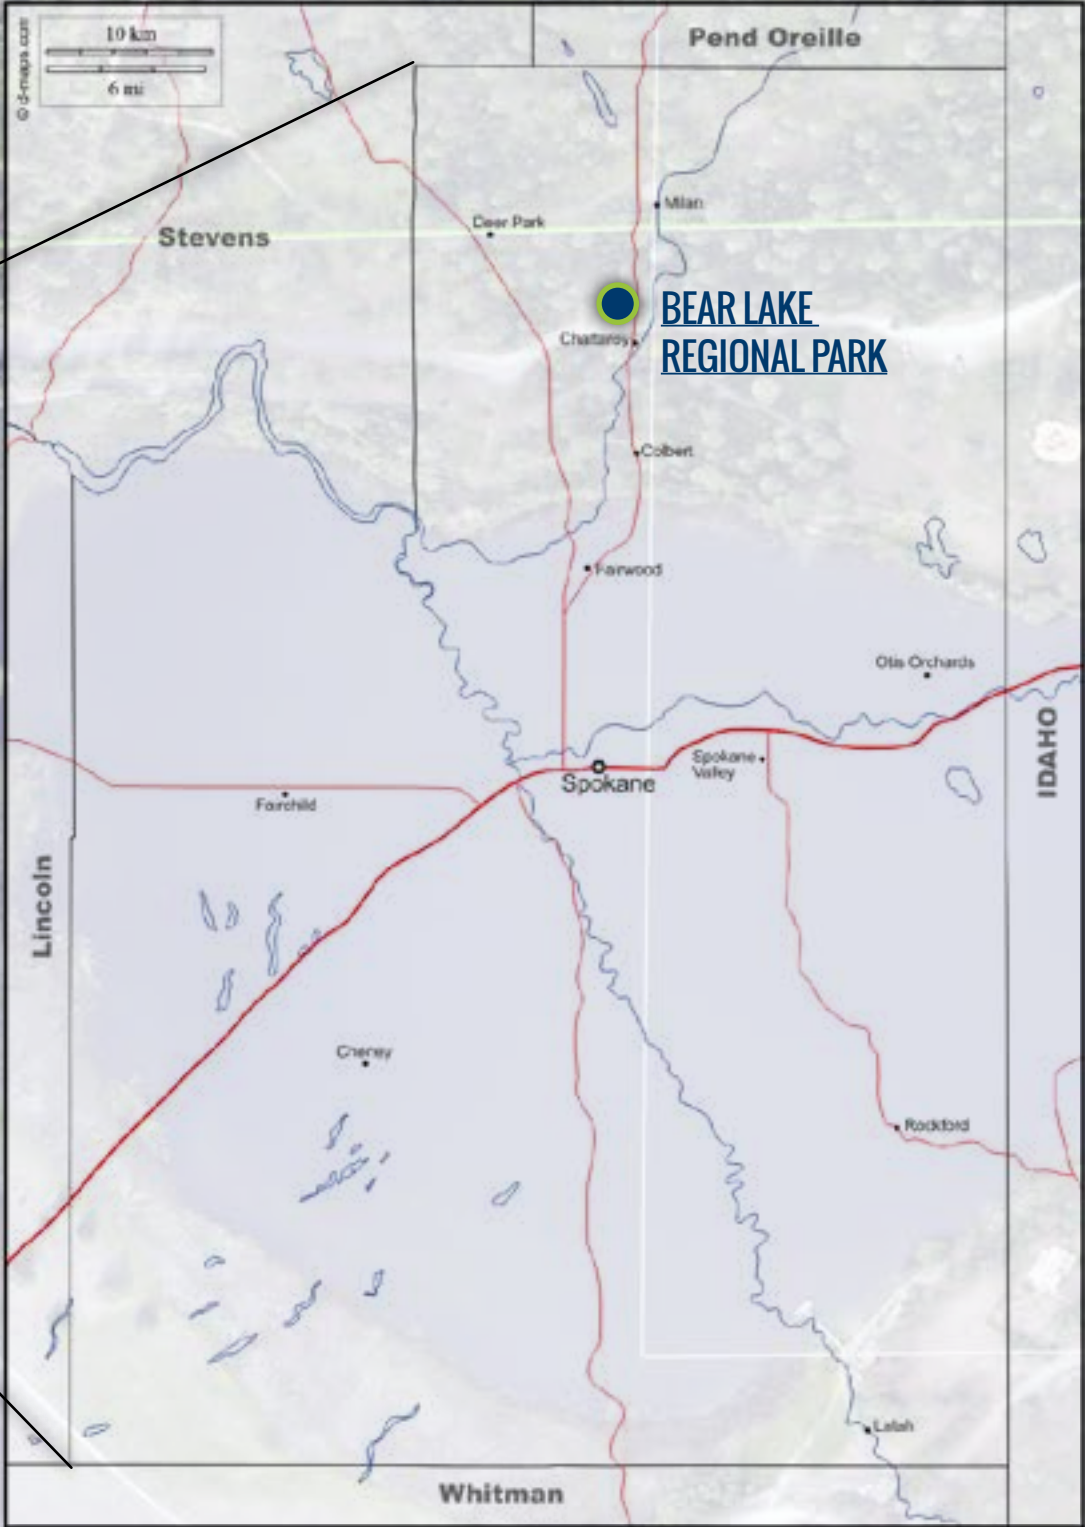 © d-maps.com
10 km
6 mi
Pend Oreille
Milan
Deer Park
Stevens
BEAR LAKE
REGIONAL PARK
Chattaroy
Colbert
Fairwood
Otis Orchards
IDAHO
Spokane
Valley
Spokane
Fairchild
Lincoln
Cheney
Rockford
Latah
Whitman